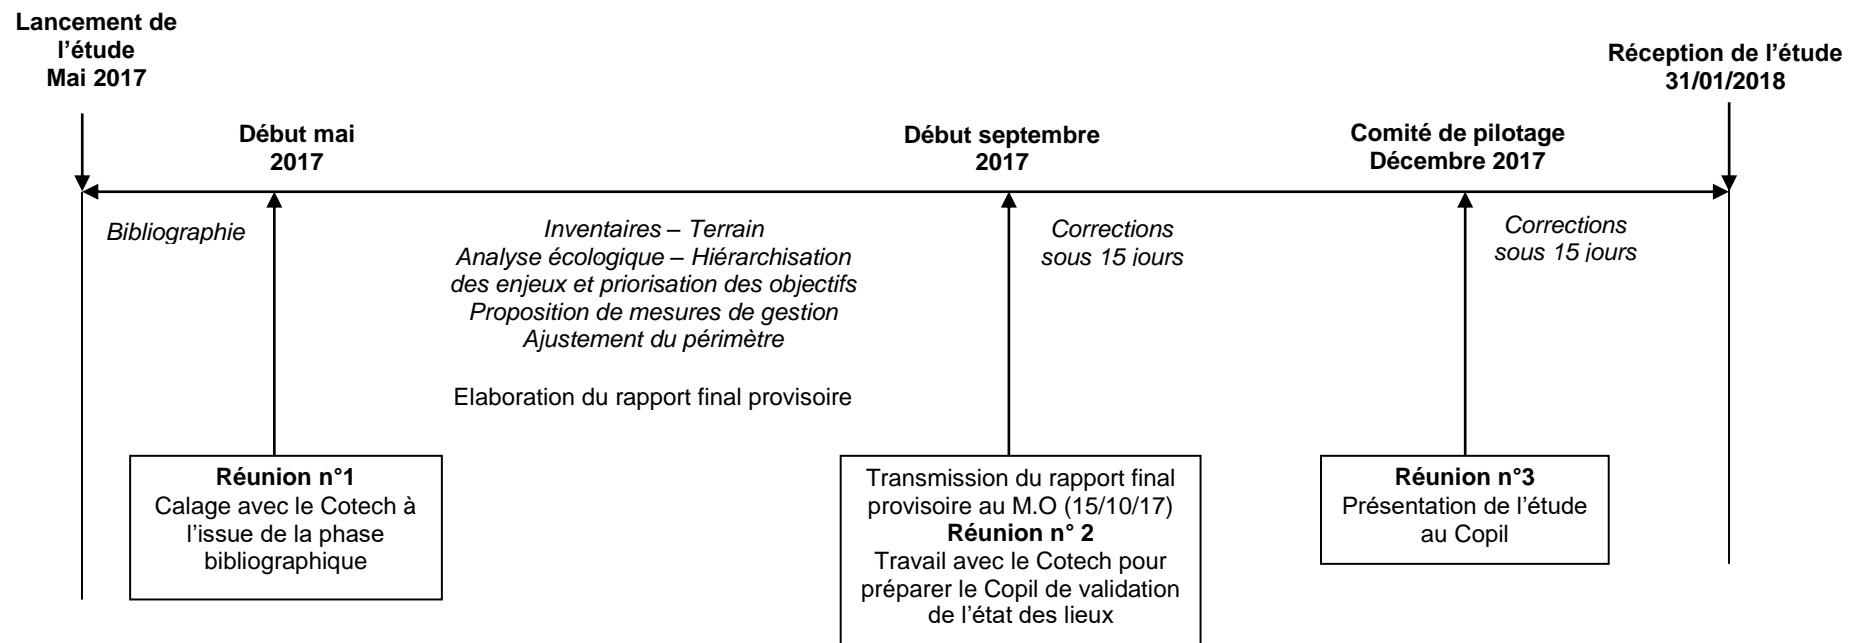 Lancement de
l'étude
Mai 2017
Réception de l'étude
31/01/2018
Début mai
2017
Début septembre
2017
Comité de pilotage
Décembre 2017
Bibliographie
Inventaires – Terrain
Analyse écologique – Hiérarchisation
des enjeux et priorisation des objectifs
Proposition de mesures de gestion
Ajustement du périmètre
Elaboration du rapport final provisoire
Corrections
sous 15 jours
Corrections
sous 15 jours
Réunion n°1
Calage avec le Cotech à
l'issue de la phase
bibliographique
Transmission du rapport final
provisoire au M.O (15/10/17)
Réunion n° 2
Travail avec le Cotech pour
préparer le Copil de validation
de l'état des lieux
Réunion n°3
Présentation de l'étude
au Copil